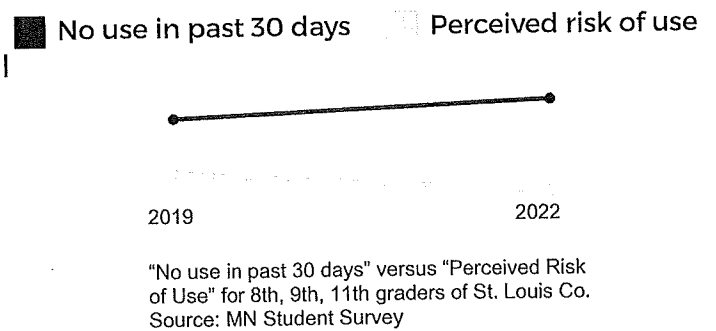 No use in past 30 days Perceived risk of use
2019 2022
“No use in past 30 days” versus “Perceived Risk
of Use” for 8th, 9th, 11th graders of St. Louis Co.
Source: MN Student Survey